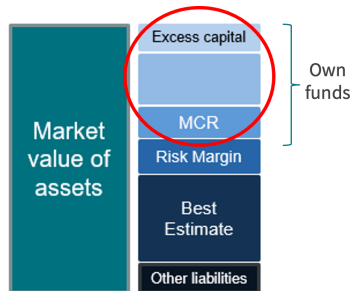 Excess capital
Own
funds
MCR
Market
value of
assets
Risk Margin
Best
Estimate
Other liabilities